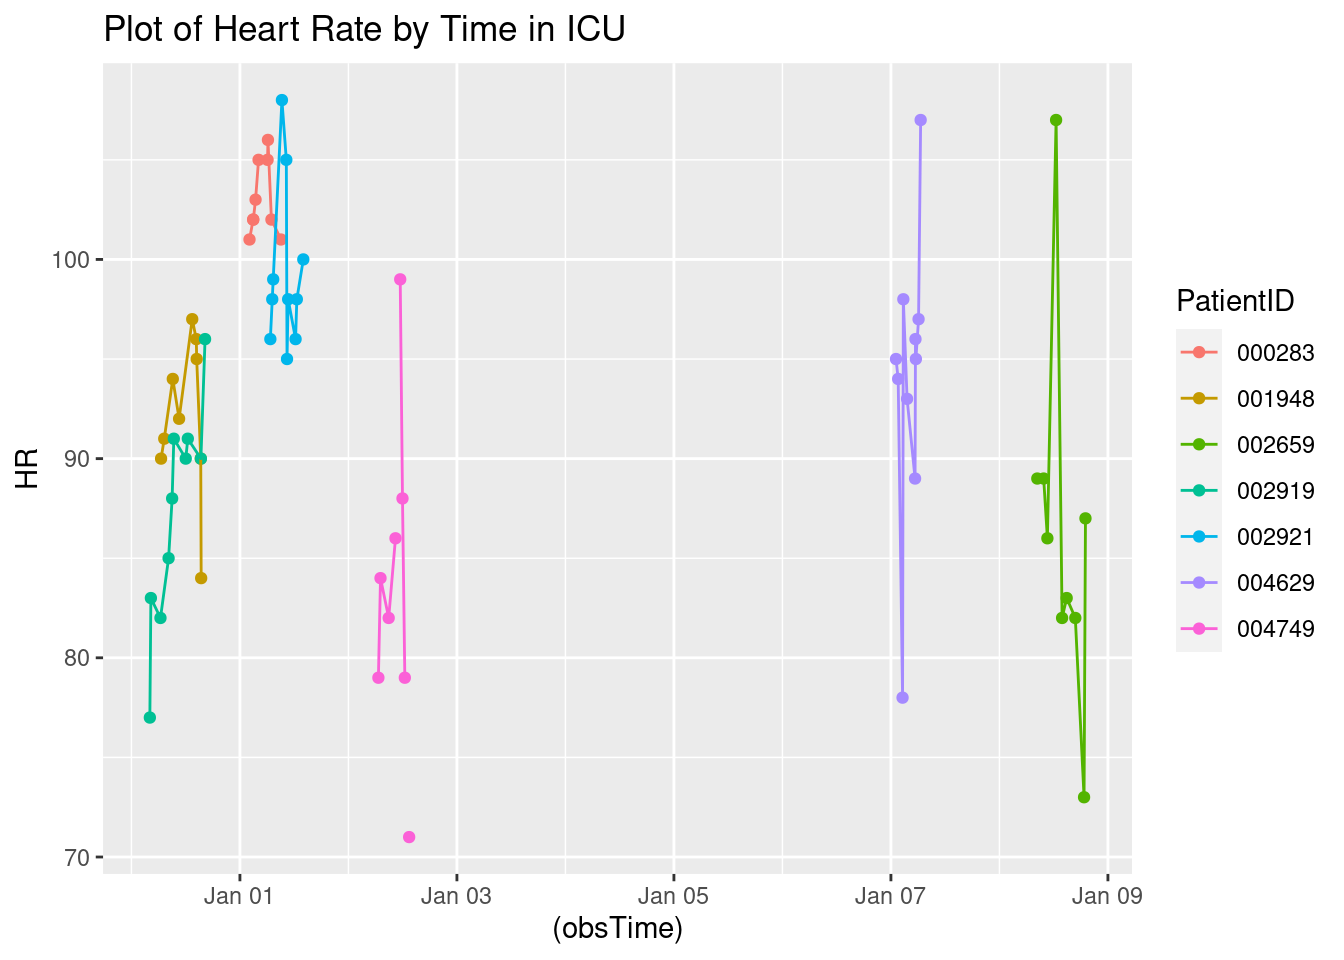 Plot of Heart Rate by Time in ICU
HR
100
90
80
70
Jan 01
Jan 03
Jan 05
Jan 07
Jan 09
(obsTime)
PatientID
000283
001948
002659
002919
002921
004629
004749